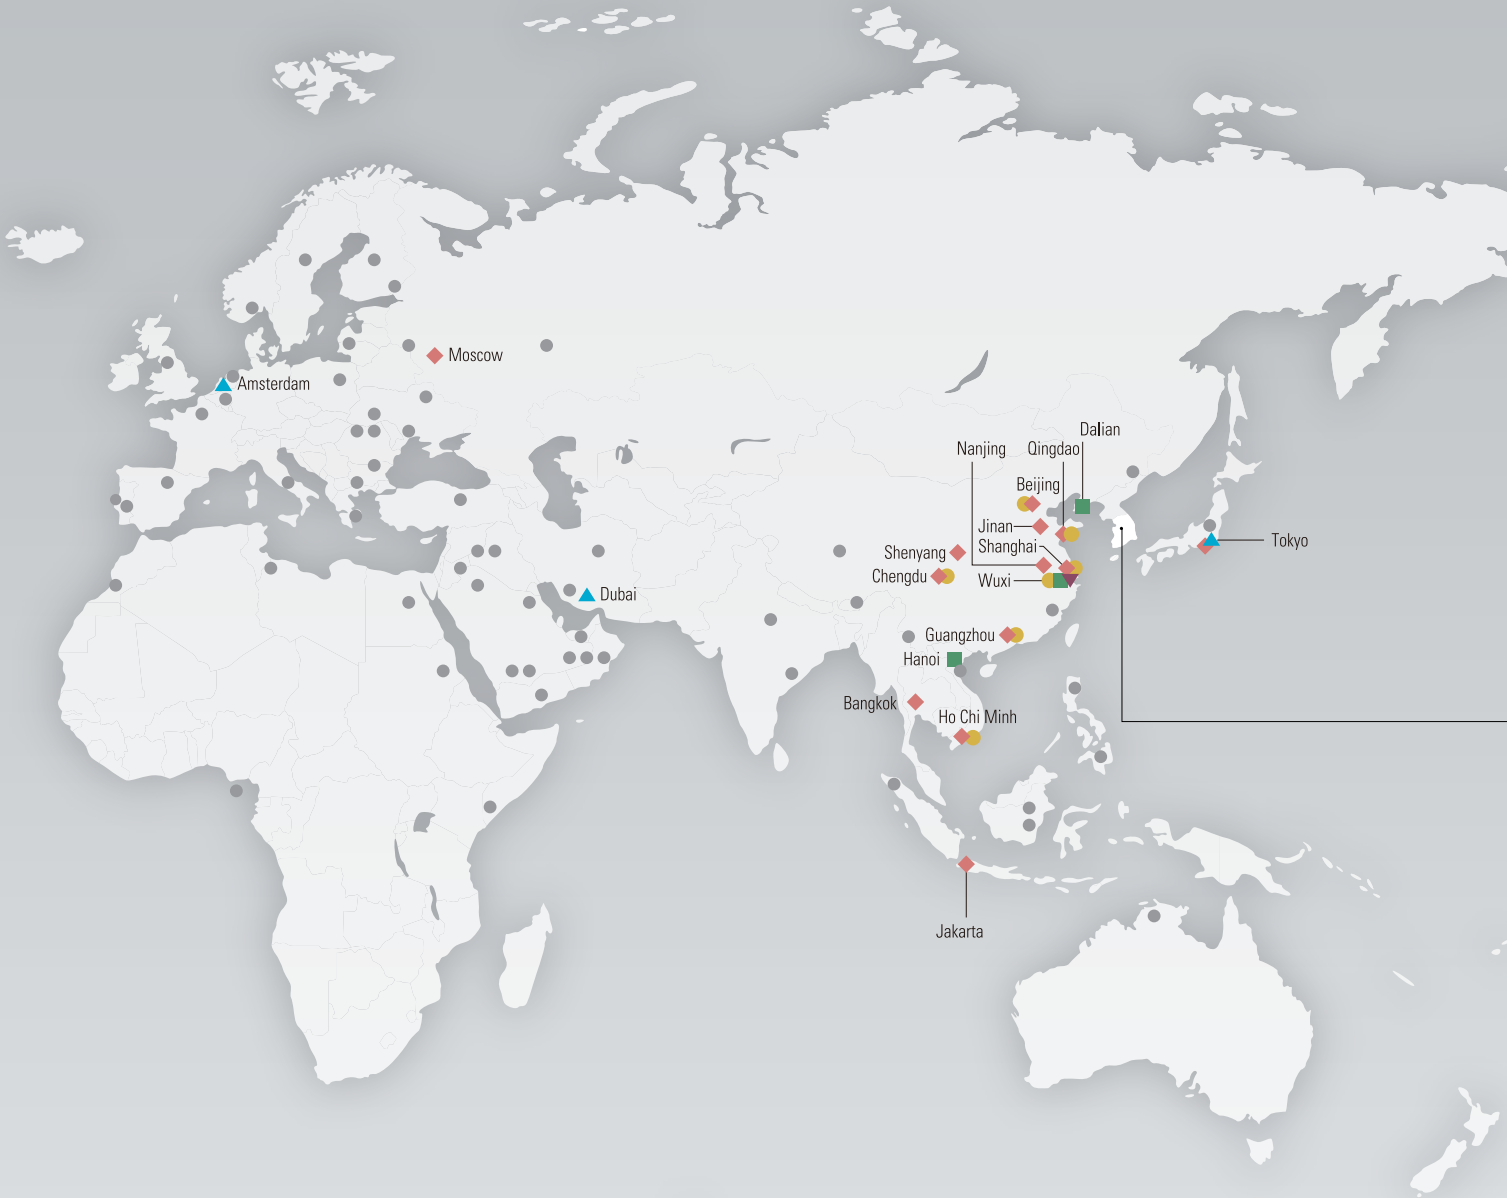 Moscow
Amsterdam
Dalian
Nanjing
Qingdao
Beijing
Jinan
Shanghai
Tokyo
Shenyang
Chengdu
Wuxi
Dubai
Guangzhou
Hanoi
Bangkok
Ho Chi Minh
Jakarta